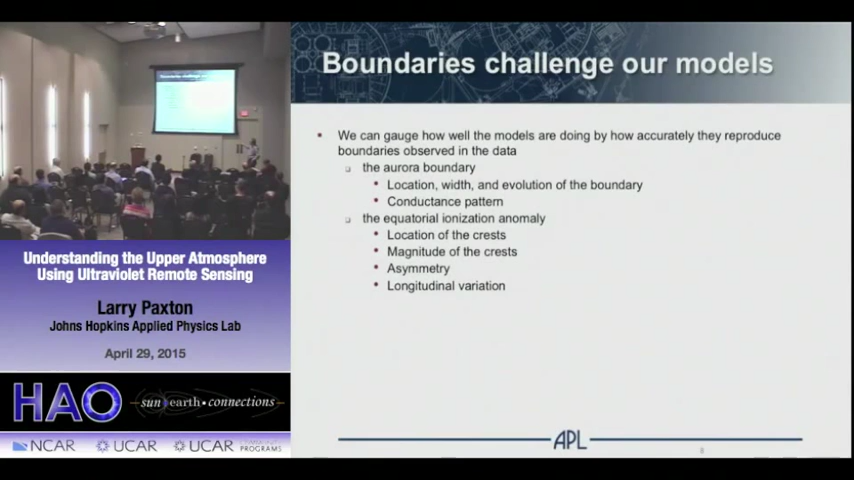 Boundaries challenge our models
• We can gauge how well the models are doing by how accurately they reproduce
boundaries observed in the data
the aurora boundary
• Location, width, and evolution of the boundary
• Conductance pattern
the equatorial ionization anomaly
• Location of the crests
• Magnitude of the crests
• Asymmetry
• Longitudinal variation
APL
8
Understanding the Upper Atmosphere
Using Ultraviolet Remote Sensing
Larry Paxton
Johns Hopkins Applied Physics Lab
April 29, 2015
HAO
sun earth • connections
NCAR
UCAR
UCAR
PROGRAMS